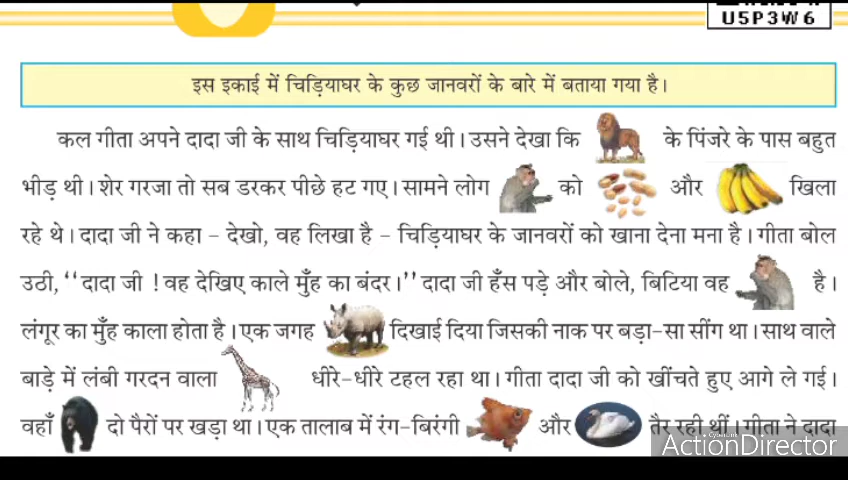 U5P3W6
इस इकाई में चिड़ियाघर के कुछ जानवरों के बारे में बताया गया है।
कल गीता अपने दादा जी के साथ चिड़ियाघर गई थी। उसने देखा कि के पिंजरे के पास बहुत
भीड़ थी। शेर गरजा तो सब डरकर पीछे हट गए। सामने लोग को और खिला
रहे थे। दादा जी ने कहा – देखो, वह लिखा है – चिड़ियाघर के जानवरों को खाना देना मना है। गीता बोल
उठी, ‘‘दादा जी ! वह देखिए काले मुँह का बंदर।’’ दादा जी हँस पड़े और बोले, बिटिया वह है।
लंगूर का मुँह काला होता है। एक जगह दिखाई दिया जिसकी नाक पर बड़ा-सा सींग था। साथ वाले
बाड़े में लंबी गरदन वाला धीरे-धीरे टहल रहा था। गीता दादा जी को खींचते हुए आगे ले गई।
वहाँ दो पैरों पर खड़ा था। एक तालाब में रंग-बिरंगी और तैर रही थीं। गीता ने दादा
CyberLink
ActionDirector